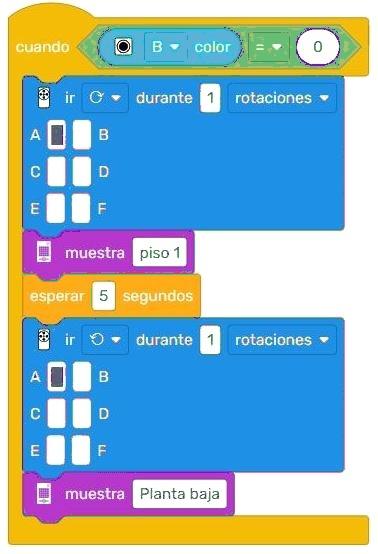 cuando B color = 0
ir durante 1 rotaciones
A B
C D
E F
muestra piso 1
esperar 5 segundos
ir durante 1 rotaciones
A B
C D
E F
muestra Planta baja